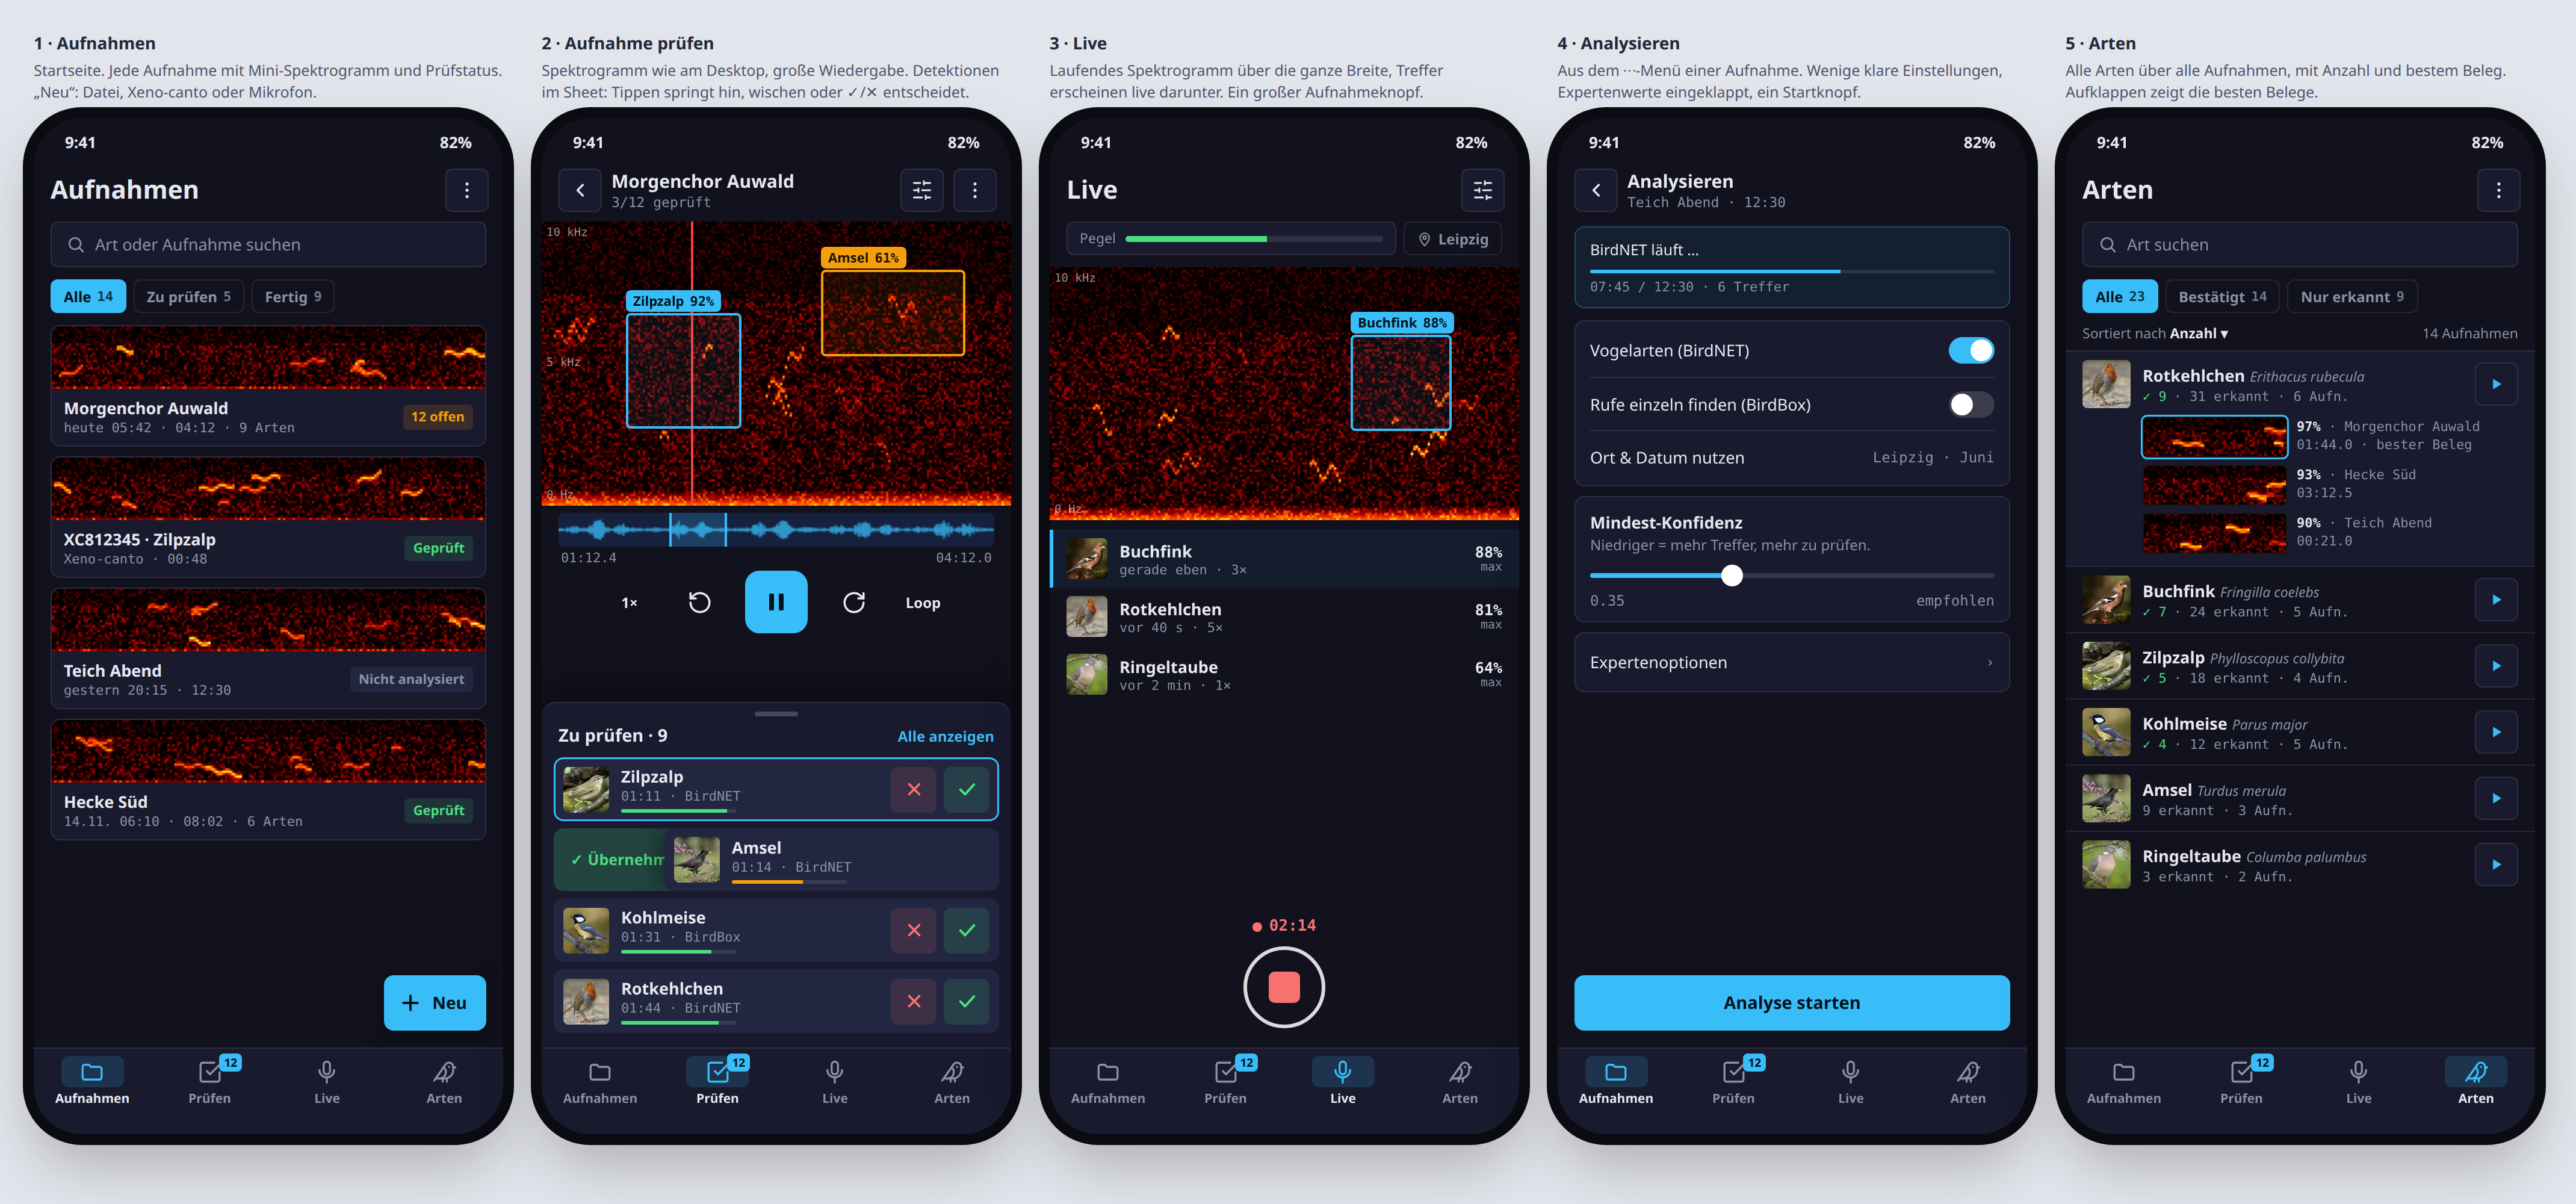 1 · Aufnahmen
Startseite. Jede Aufnahme mit Mini-Spektrogramm und Prüfstatus.
„Neu“: Datei, Xeno-canto oder Mikrofon.
9:41
82%
Aufnahmen
Art oder Aufnahme suchen
Alle 14
Zu prüfen 5
Fertig 9
Morgenchor Auwald
heute 05:42 · 04:12 · 9 Arten
12 offen
XC812345 · Zilpzalp
Xeno-canto · 00:48
Geprüft
Teich Abend
gestern 20:15 · 12:30
Nicht analysiert
Hecke Süd
14.11. 06:10 · 08:02 · 6 Arten
Geprüft
+ Neu
Aufnahmen
12
Prüfen
Live
Arten
2 · Aufnahme prüfen
Spektrogramm wie am Desktop, große Wiedergabe. Detektionen
im Sheet: Tippen springt hin, wischen oder ✓/✕ entscheidet.
9:41
82%
Morgenchor Auwald
3/12 geprüft
10 kHz
Amsel 61%
Zilpzalp 92%
5 kHz
0 Hz
01:12.4
04:12.0
1×
Loop
Zu prüfen · 9
Alle anzeigen
Zilpzalp
01:11 · BirdNET
✓ Übernehm
Amsel
01:14 · BirdNET
Kohlmeise
01:31 · BirdBox
Rotkehlchen
01:44 · BirdNET
Aufnahmen
12
Prüfen
Live
Arten
3 · Live
Laufendes Spektrogramm über die ganze Breite, Treffer
erscheinen live darunter. Ein großer Aufnahmeknopf.
9:41
82%
Live
Pegel
Leipzig
10 kHz
Buchfink 88%
0 Hz
Buchfink
gerade eben · 3×
88%
max
Rotkehlchen
vor 40 s · 5×
81%
max
Ringeltaube
vor 2 min · 1×
64%
max
● 02:14
Aufnahmen
12
Prüfen
Live
Arten
4 · Analysieren
Aus dem ···-Menü einer Aufnahme. Wenige klare Einstellungen,
Expertenwerte eingeklappt, ein Startknopf.
9:41
82%
Analysieren
Teich Abend · 12:30
BirdNET läuft …
07:45 / 12:30 · 6 Treffer
Vogelarten (BirdNET)
Rufe einzeln finden (BirdBox)
Ort & Datum nutzen
Leipzig · Juni
Mindest-Konfidenz
Niedriger = mehr Treffer, mehr zu prüfen.
0.35
empfohlen
Expertenoptionen ›
Analyse starten
Aufnahmen
12
Prüfen
Live
Arten
5 · Arten
Alle Arten über alle Aufnahmen, mit Anzahl und bestem Beleg.
Aufklappen zeigt die besten Belege.
9:41
82%
Arten
Art suchen
Alle 23
Bestätigt 14
Nur erkannt 9
Sortiert nach Anzahl ▾
14 Aufnahmen
Rotkehlchen Erithacus rubecula
✓ 9 · 31 erkannt · 6 Aufn.
97% · Morgenchor Auwald
01:44.0 · bester Beleg
93% · Hecke Süd
03:12.5
90% · Teich Abend
00:21.0
Buchfink Fringilla coelebs
✓ 7 · 24 erkannt · 5 Aufn.
Zilpzalp Phylloscopus collybita
✓ 5 · 18 erkannt · 4 Aufn.
Kohlmeise Parus major
✓ 4 · 12 erkannt · 5 Aufn.
Amsel Turdus merula
9 erkannt · 3 Aufn.
Ringeltaube Columba palumbus
3 erkannt · 2 Aufn.
Aufnahmen
12
Prüfen
Live
Arten